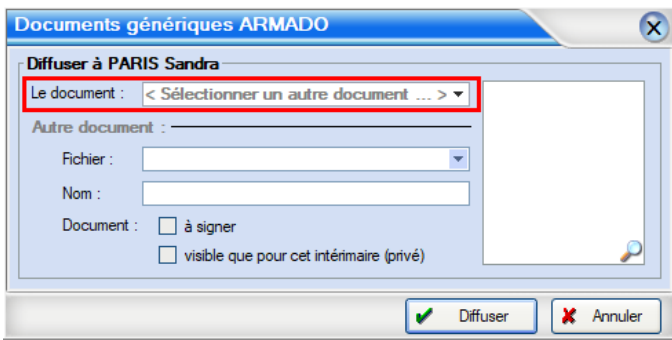 Documents génériques ARMADO
Diffuser à PARIS Sandra
Le document : < Sélectionner un autre document ... >
Autre document :
Fichier :
Nom :
Document : à signer
visible que pour cet intérimaire (privé)
Diffuser Annuler